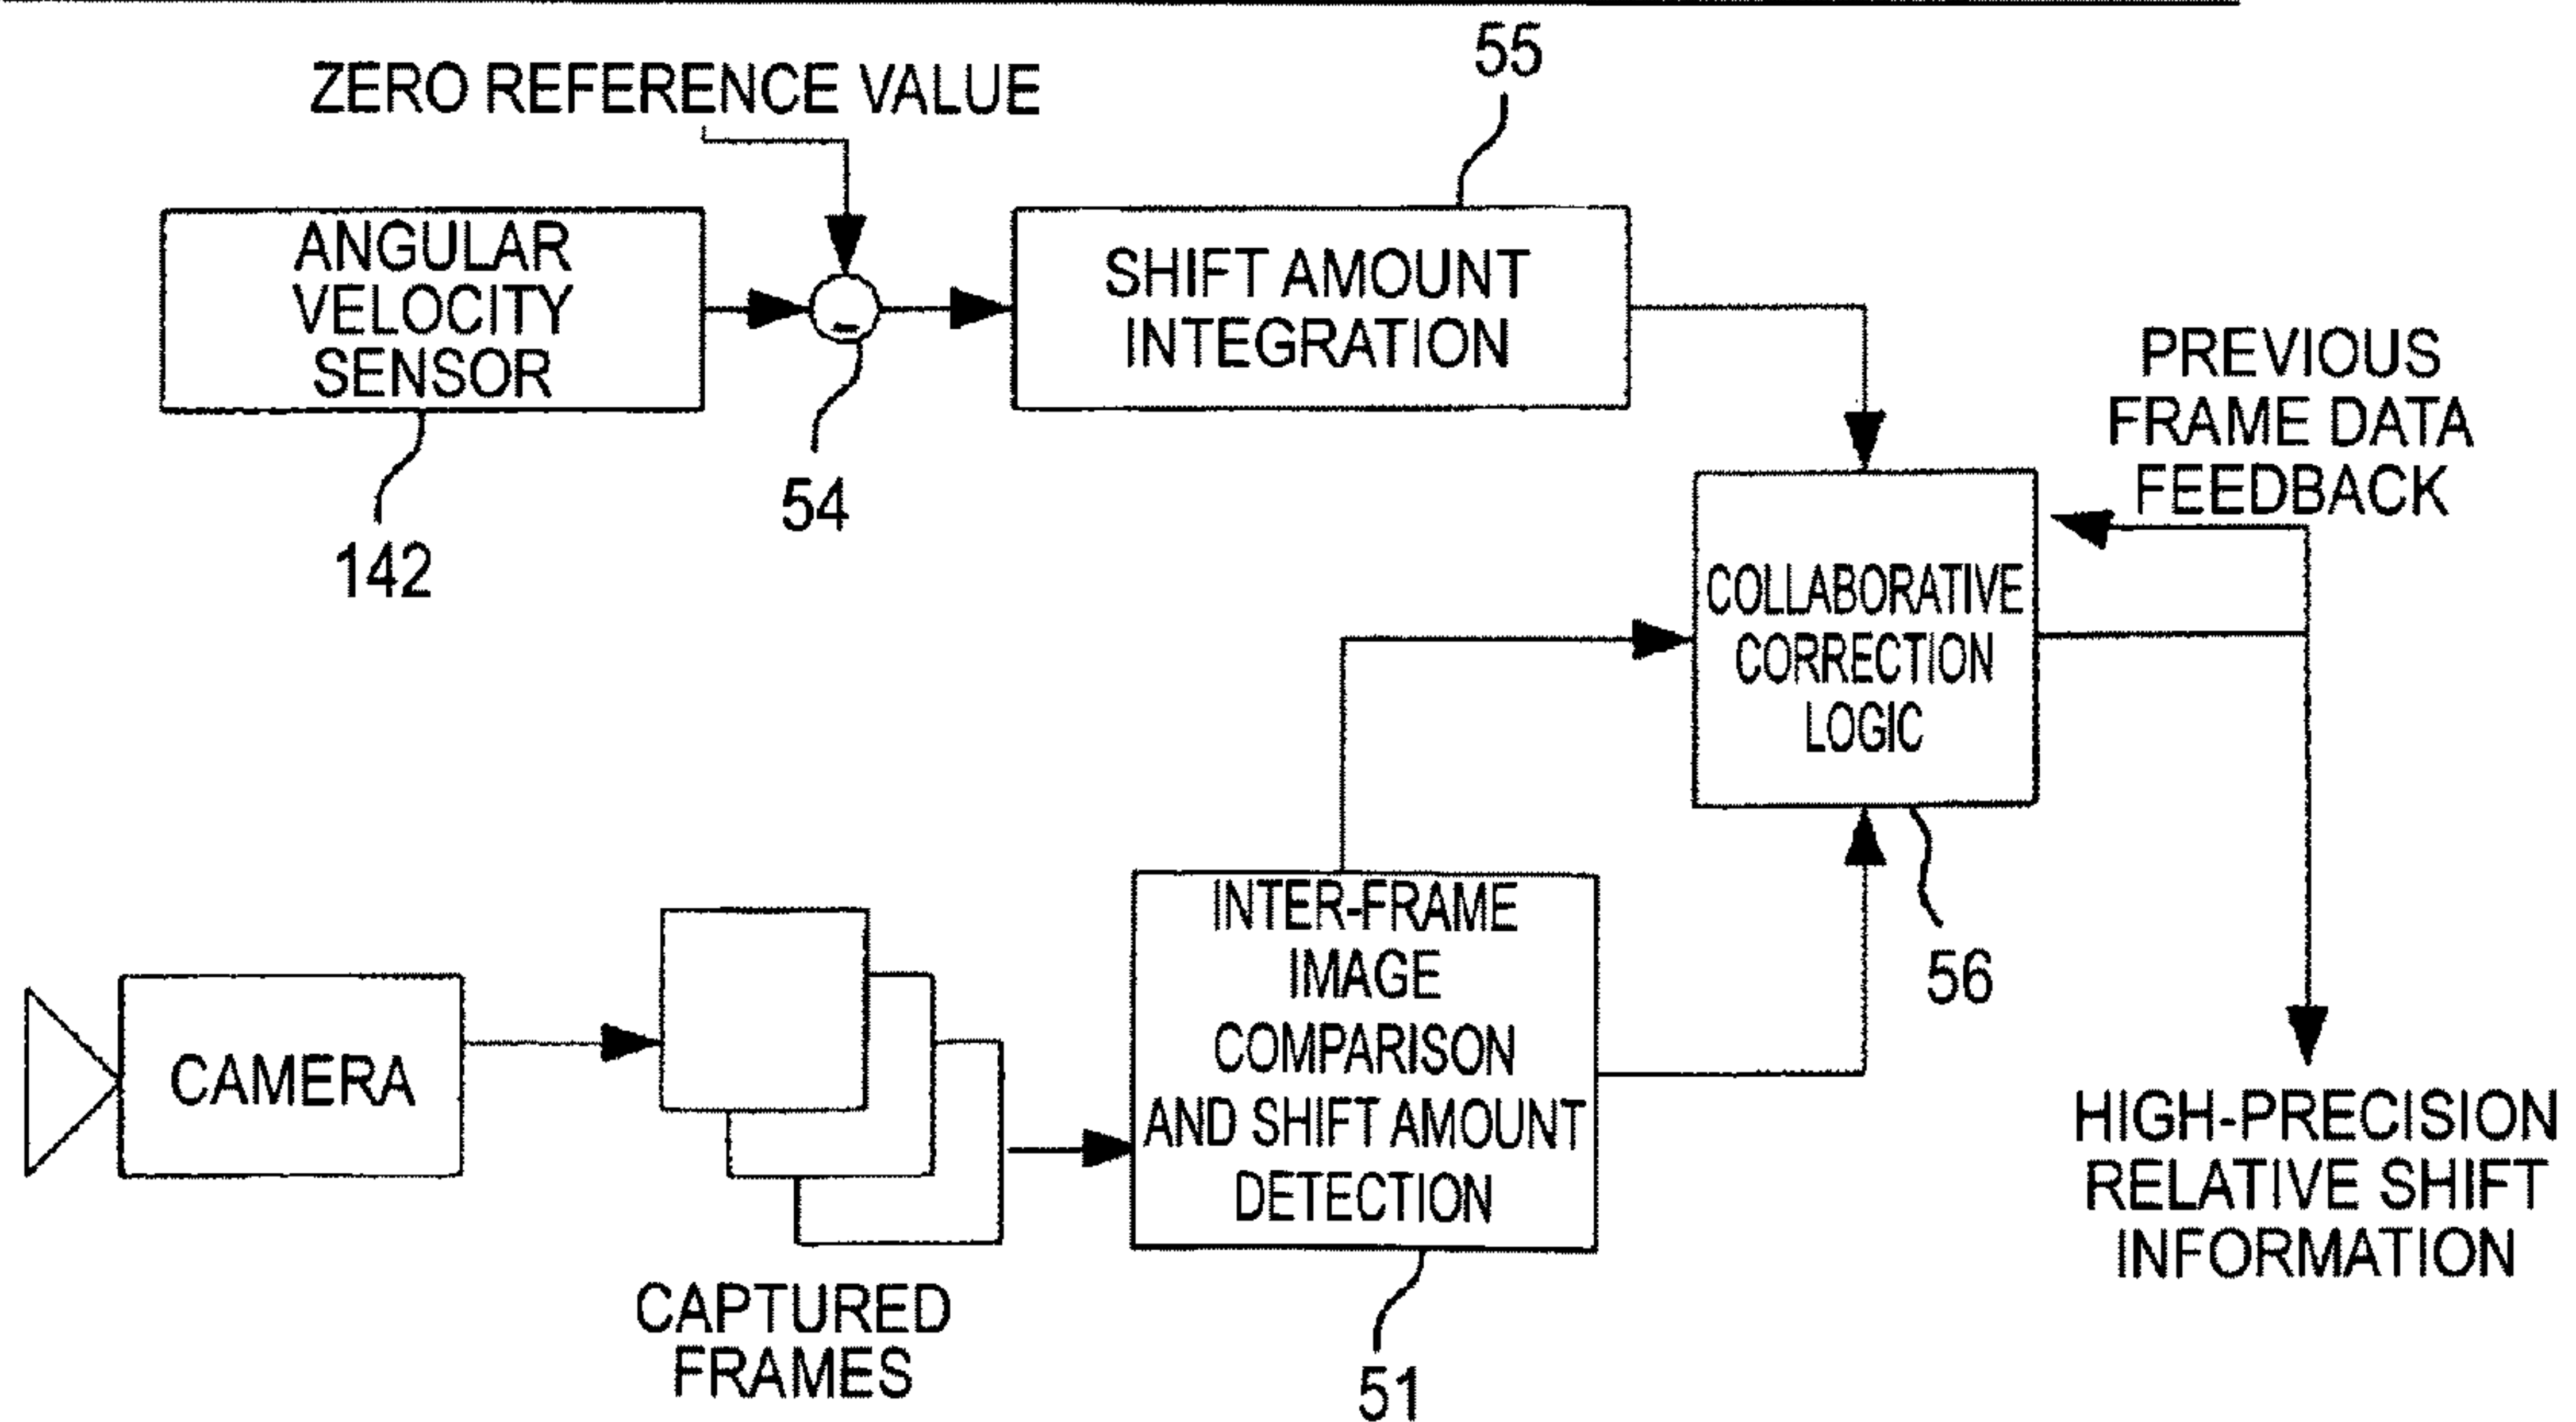 55
ZERO REFERENCE VALUE
ANGULAR
VELOCITY
SENSOR
-
SHIFT AMOUNT
INTEGRATION
54
142
PREVIOUS
FRAME DATA
FEEDBACK
COLLABORATIVE
CORRECTION
LOGIC
56
CAMERA
CAPTURED
FRAMES
INTER-FRAME
IMAGE
COMPARISON
AND SHIFT AMOUNT
DETECTION
51
HIGH-PRECISION
RELATIVE SHIFT
INFORMATION